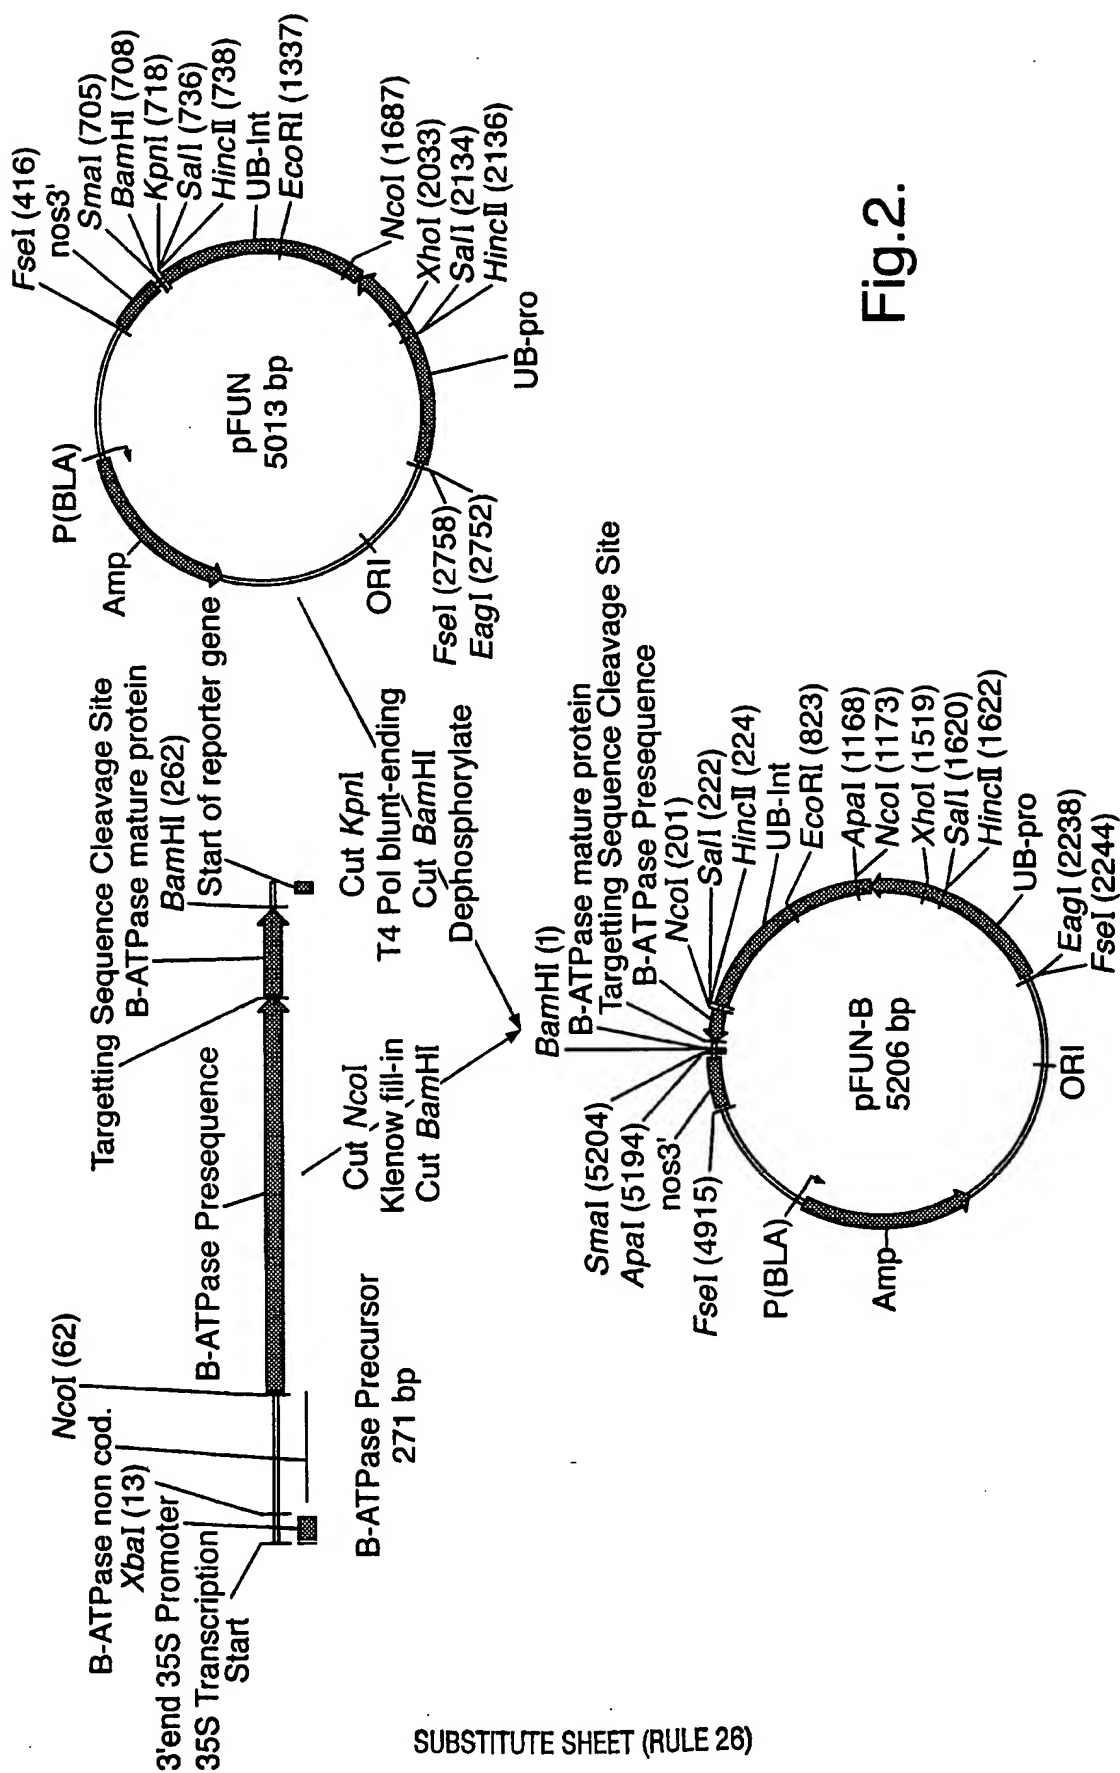 B-ATPase non cod.
XbaI (13)
3'end 35S Promoter
35S Transcription
Start
NcoI (62)
B-ATPase Presequence
Targetting Sequence Cleavage Site
B-ATPase mature protein
BamHI (262)
Start of reporter gene
B-ATPase Precursor
271 bp
Cut NcoI
Klenow fill-in
Cut BamHI
Cut KpnI
T4 Pol blunt-ending
Cut BamHI
Dephosphorylate
P(BLA)
Amp
FseI (416)
nos3'
SmaI (705)
BamHI (708)
KpnI (718)
SalI (736)
HincII (738)
UB-Int
EcoRI (1337)
NcoI (1687)
XhoI (2033)
SalI (2134)
HincII (2136)
UB-pro
pFUN
5013 bp
ORI
FseI (2758)
EagI (2752)
BamHI (1)
B-ATPase mature protein
Targetting Sequence Cleavage Site
B-ATPase Presequence
NcoI (201)
SalI (222)
HincII (224)
UB-Int
EcoRI (823)
ApaI (1168)
NcoI (1173)
XhoI (1519)
SalI (1620)
HincII (1622)
UB-pro
EagI (2238)
FseI (2244)
SmaI (5204)
ApaI (5194)
nos3'
FseI (4915)
P(BLA)
Amp
pFUN-B
5206 bp
ORI
Fig.2.
SUBSTITUTE SHEET (RULE 26)